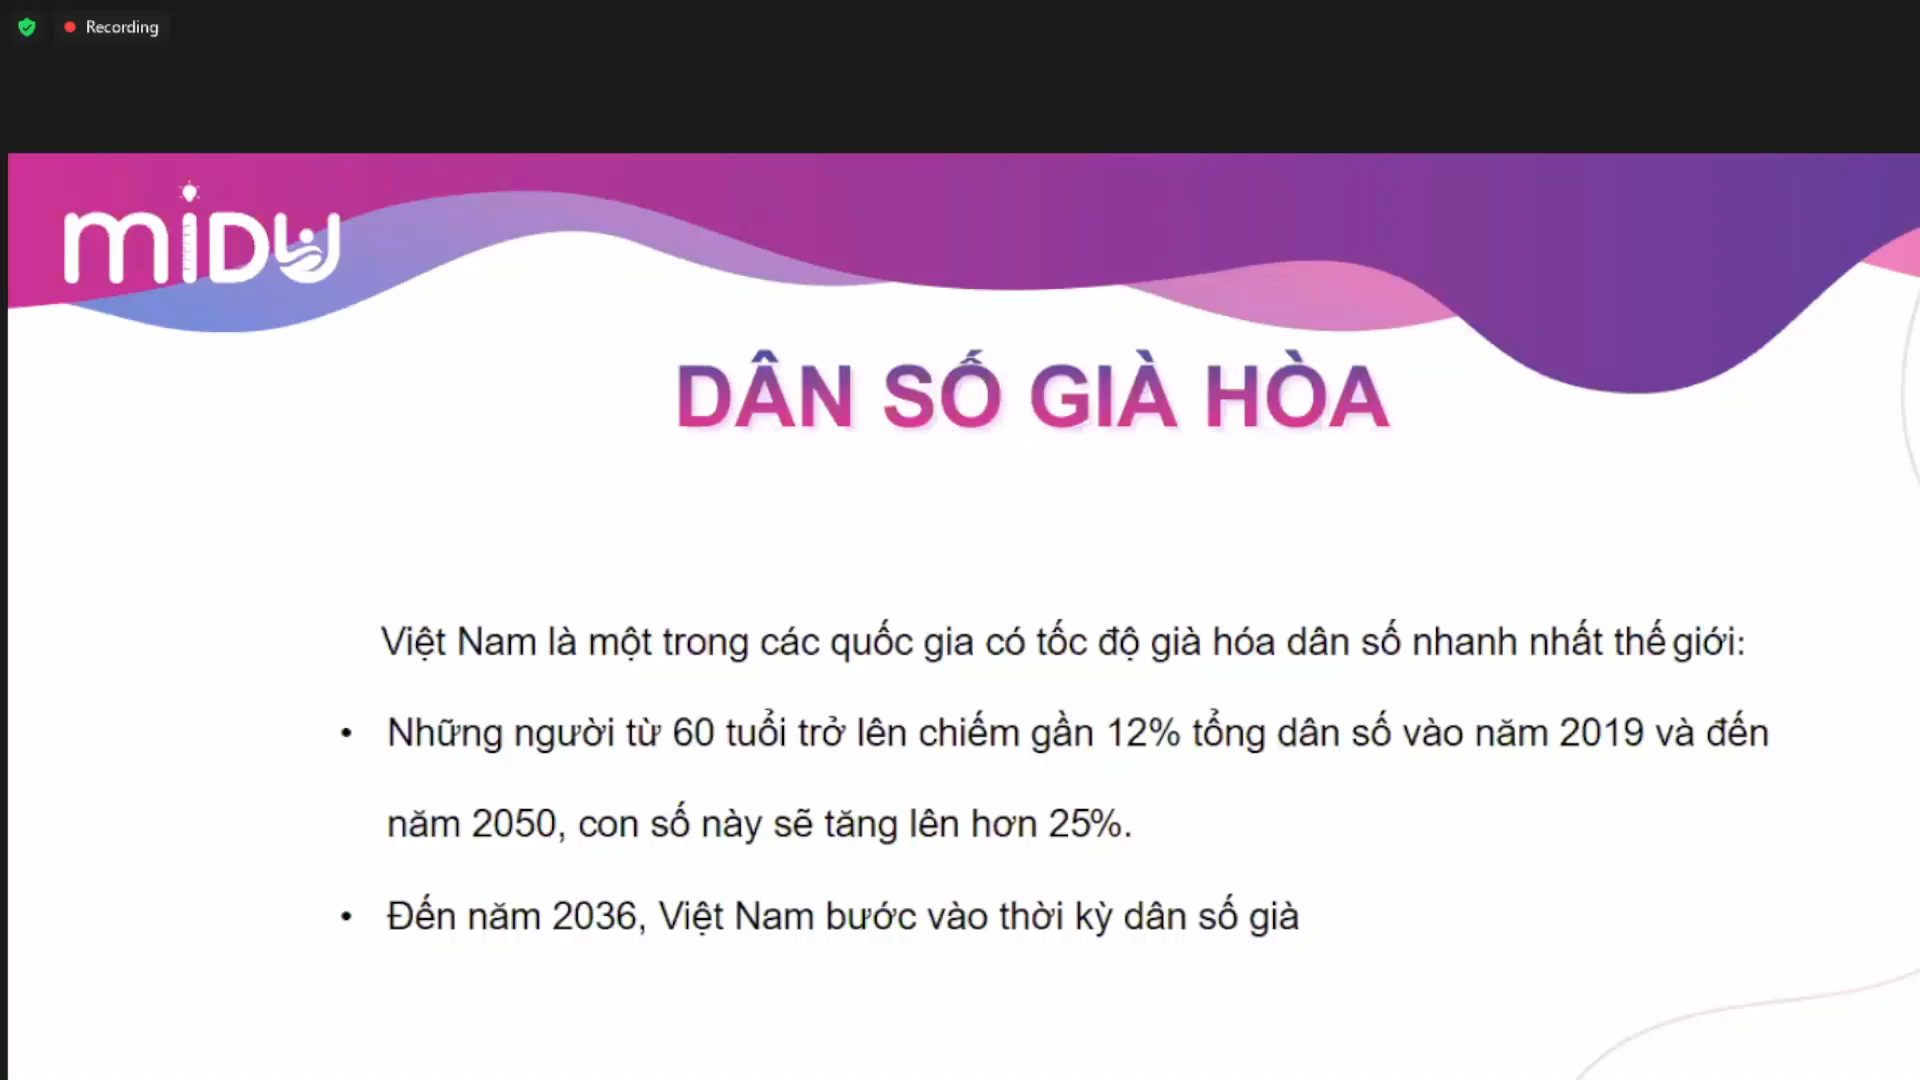 Recording
miDU
DÂN SỐ GIÀ HÒA
Việt Nam là một trong các quốc gia có tốc độ già hóa dân số nhanh nhất thế giới:
• Những người từ 60 tuổi trở lên chiếm gần 12% tổng dân số vào năm 2019 và đến
năm 2050, con số này sẽ tăng lên hơn 25%.
• Đến năm 2036, Việt Nam bước vào thời kỳ dân số già